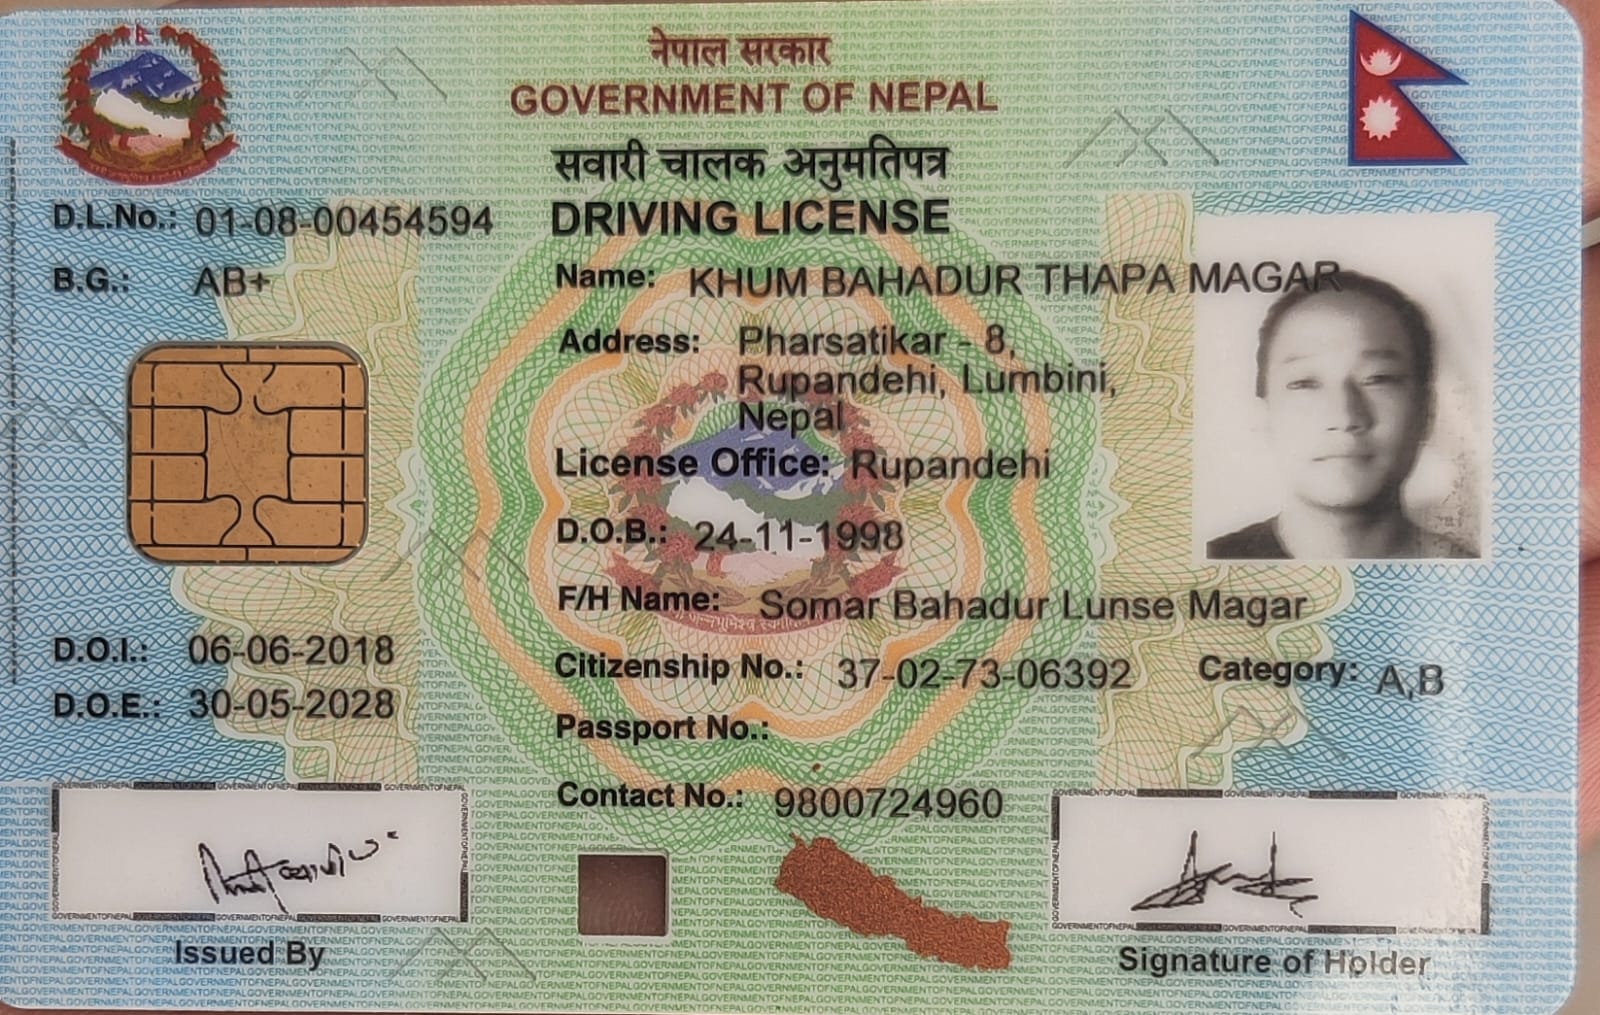 नेपाल सरकार
GOVERNMENT OF NEPAL
सवारी चालक अनुमतिपत्र
DRIVING LICENSE
D.L.No.: 01-08-00454594
B.G.: AB+
Name: KHUM BAHADUR THAPA MAGAR
Address: Pharsatikar - 8,
Rupandehi, Lumbini,
Nepal
License Office: Rupandehi
D.O.B.: 24-11-1998
F/H Name: Somar Bahadur Lunse Magar
D.O.I.: 06-06-2018
Citizenship No.: 37-02-73-06392
Category: A,B
D.O.E.: 30-05-2028
Passport No.:
Contact No.: 9800724960
Issued By
Signature of Holder